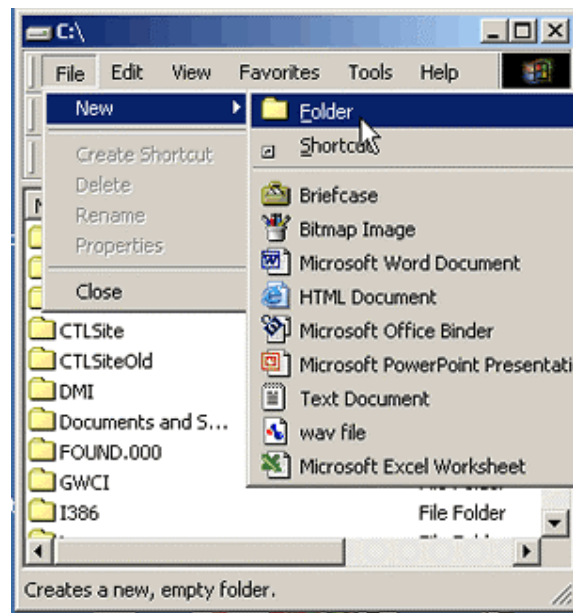 C:\
File Edit View Favorites Tools Help
New
Create Shortcut
Delete
Rename
Properties
Close
Folder
Shortcut
Briefcase
Bitmap Image
Microsoft Word Document
HTML Document
Microsoft Office Binder
Microsoft PowerPoint Presentati
Text Document
wav file
Microsoft Excel Worksheet
CTLSite
CTLSiteOld
DMI
Documents and S...
FOUND.000
GWCI
I386 File Folder
Creates a new, empty folder.